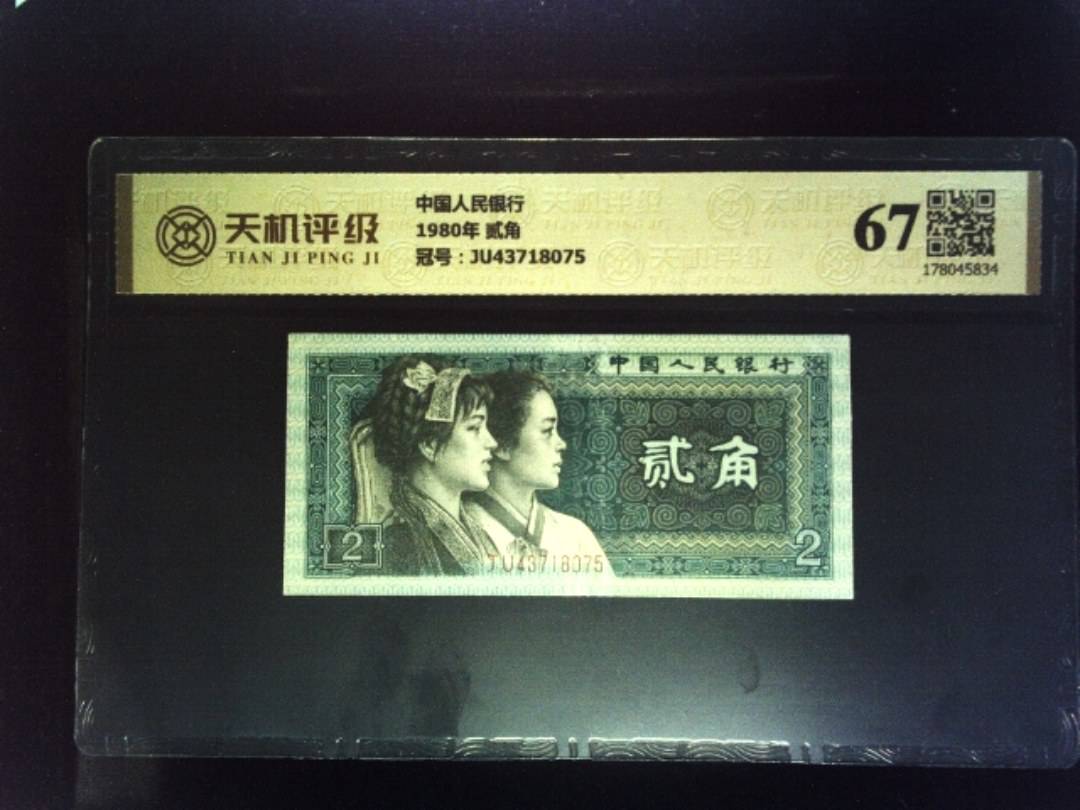 天机评级
TIAN JI PING JI
中国人民银行
1980年 贰角
冠号：JU43718075
67
178045834
中国人民银行
贰角
2
JU43718075
2